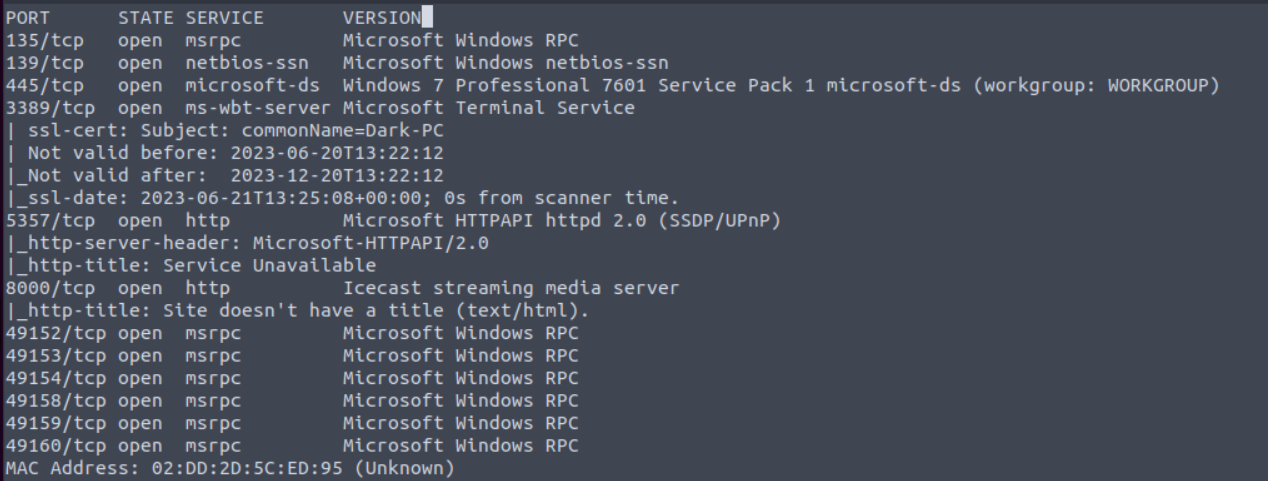 PORT      STATE SERVICE       VERSION
135/tcp   open  msrpc         Microsoft Windows RPC
139/tcp   open  netbios-ssn   Microsoft Windows netbios-ssn
445/tcp   open  microsoft-ds  Windows 7 Professional 7601 Service Pack 1 microsoft-ds (workgroup: WORKGROUP)
3389/tcp  open  ms-wbt-server Microsoft Terminal Service
| ssl-cert: Subject: commonName=Dark-PC
| Not valid before: 2023-06-20T13:22:12
|_Not valid after:  2023-12-20T13:22:12
|_ssl-date: 2023-06-21T13:25:08+00:00; 0s from scanner time.
5357/tcp  open  http          Microsoft HTTPAPI httpd 2.0 (SSDP/UPnP)
|_http-server-header: Microsoft-HTTPAPI/2.0
|_http-title: Service Unavailable
8000/tcp  open  http          Icecast streaming media server
|_http-title: Site doesn't have a title (text/html).
49152/tcp open  msrpc         Microsoft Windows RPC
49153/tcp open  msrpc         Microsoft Windows RPC
49154/tcp open  msrpc         Microsoft Windows RPC
49158/tcp open  msrpc         Microsoft Windows RPC
49159/tcp open  msrpc         Microsoft Windows RPC
49160/tcp open  msrpc         Microsoft Windows RPC
MAC Address: 02:DD:2D:5C:ED:95 (Unknown)